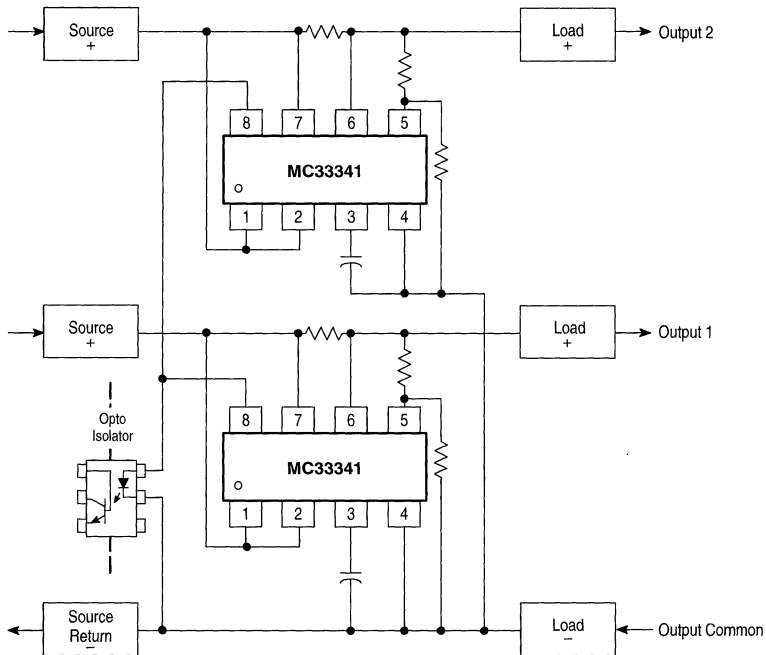 Source
+
Load
+
Output 2
8
7
6
5
MC33341
1
2
3
4
Source
+
Load
+
Output 1
Opto
Isolator
8
7
6
5
MC33341
1
2
3
4
Source
Return
–
Load
–
Output Common